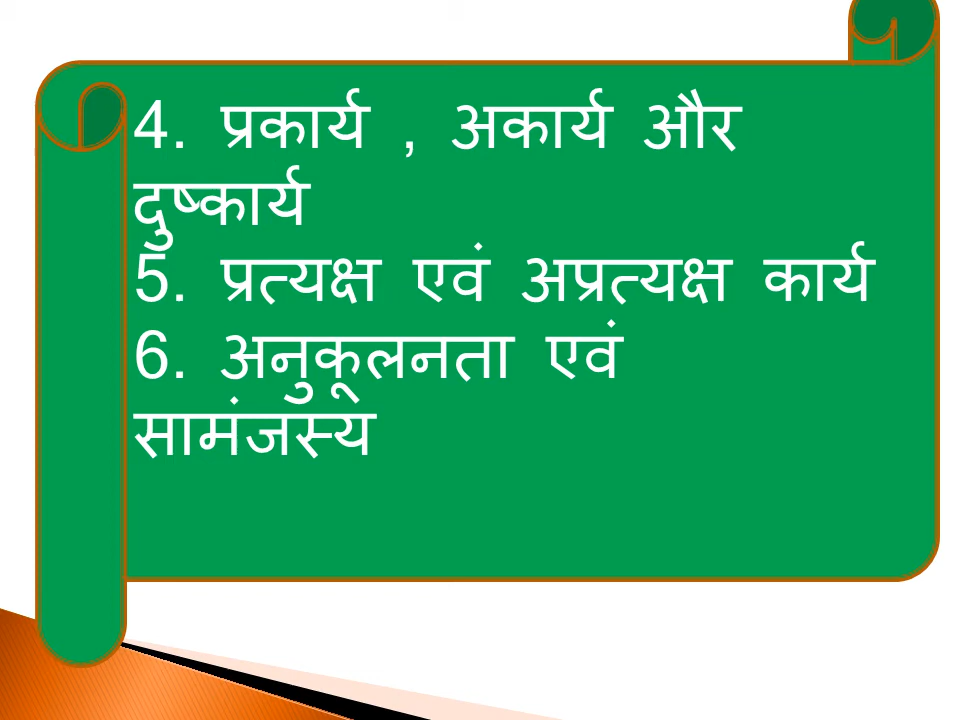 4. प्रकार्य , अकार्य और
दुष्कार्य
5. प्रत्यक्ष एवं अप्रत्यक्ष कार्य
6. अनुकूलनता एवं
सामंजस्य